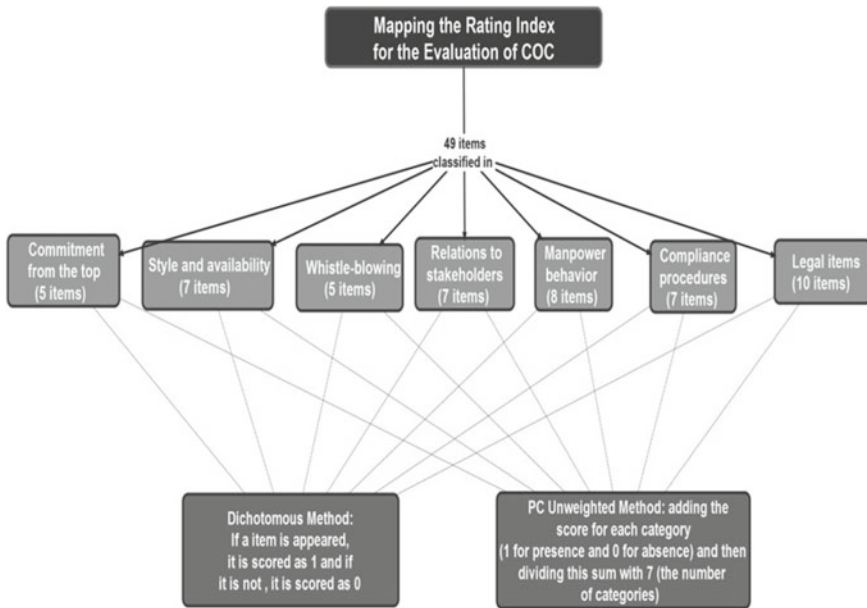 Mapping the Rating Index
for the Evaluation of COC
49 items
classified in
Commitment
from the top
(5 items)
Style and availability
(7 items)
Whistle-blowing
(5 items)
Relations to
stakeholders
(7 items)
Manpower
behavior
(8 items)
Compliance
procedures
(7 items)
Legal items
(10 items)
Dichotomous Method:
If a item is appeared,
it is scored as 1 and if
it is not , it is scored as 0
PC Unweighted Method: adding the
score for each category
(1 for presence and 0 for absence) and then
dividing this sum with 7 (the number
of categories)